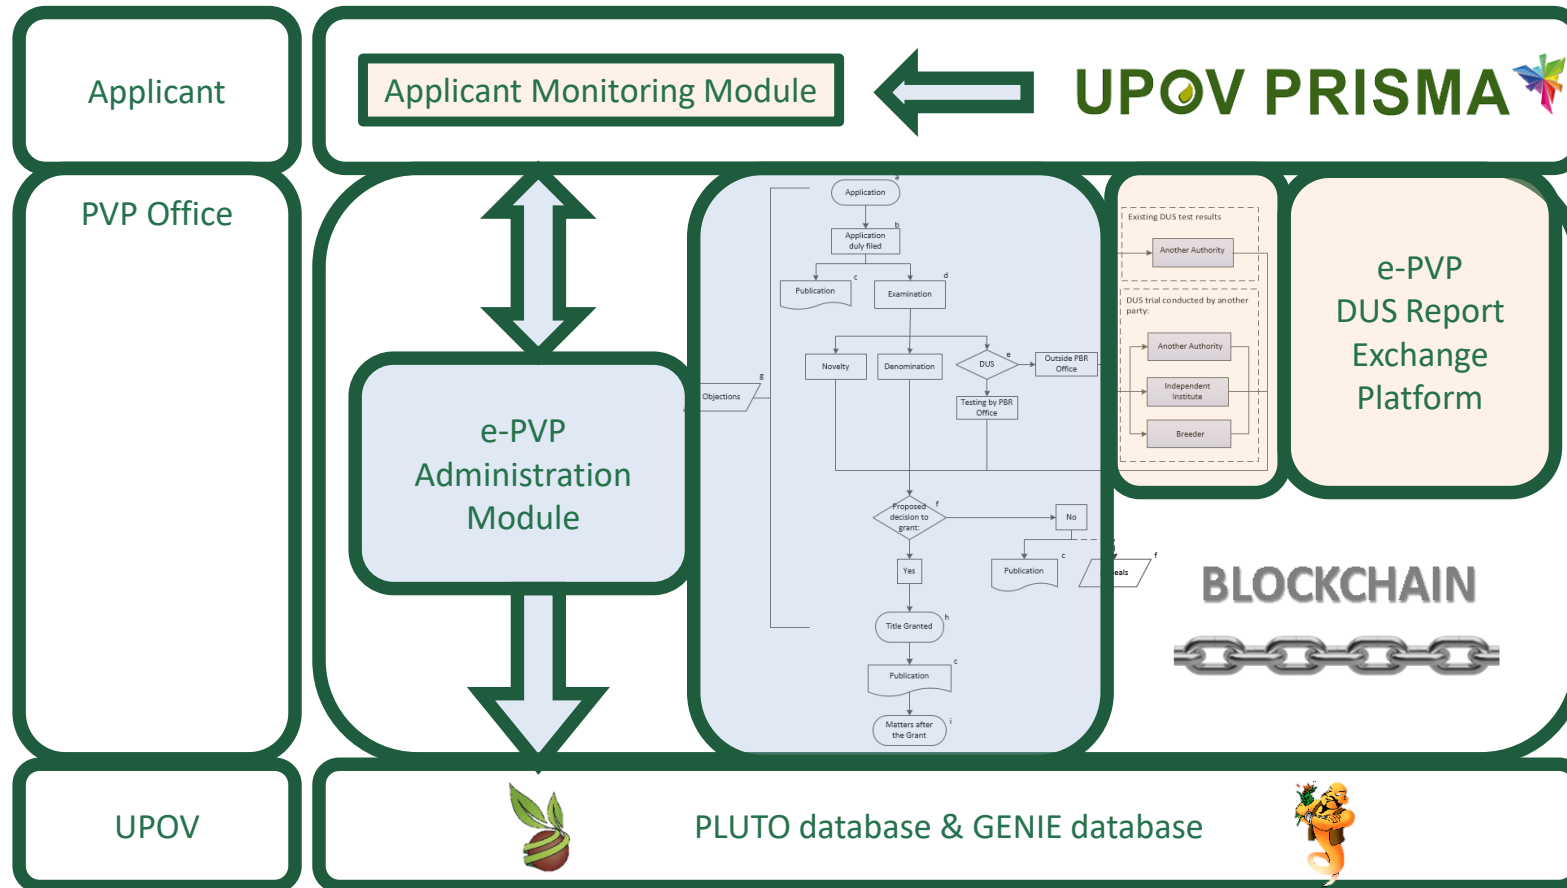 Applicant
Applicant Monitoring Module
UPOV PRISMA
PVP Office
a
Application
b
Application
duly filed
c
Publication
d
Examination
Novelty
Denomination
e
DUS
Outside PBR
Office
Testing by PBR
Office
g
Objections
Existing DUS test results
Another Authority
DUS trial conducted by another
party:
Another Authority
Independent
Institute
Breeder
e-PVP
DUS Report
Exchange
Platform
e-PVP
Administration
Module
f
Proposed
decision to
grant:
No
Yes
c
Publication
f
h
Title Granted
c
Publication
i
Matters after
the Grant
BLOCKCHAIN
UPOV
PLUTO database & GENIE database